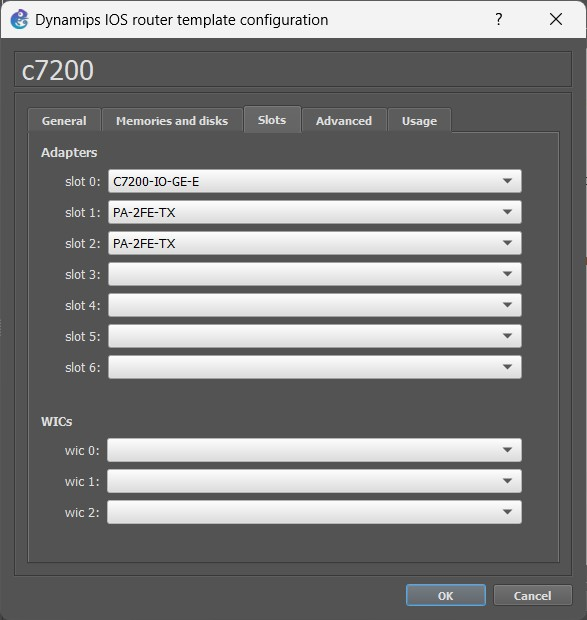 Dynamips IOS router template configuration
?
c7200
General Memories and disks Slots Advanced Usage
Adapters
slot 0: C7200-IO-GE-E
slot 1: PA-2FE-TX
slot 2: PA-2FE-TX
slot 3:
slot 4:
slot 5:
slot 6:
WICs
wic 0:
wic 1:
wic 2:
OK Cancel